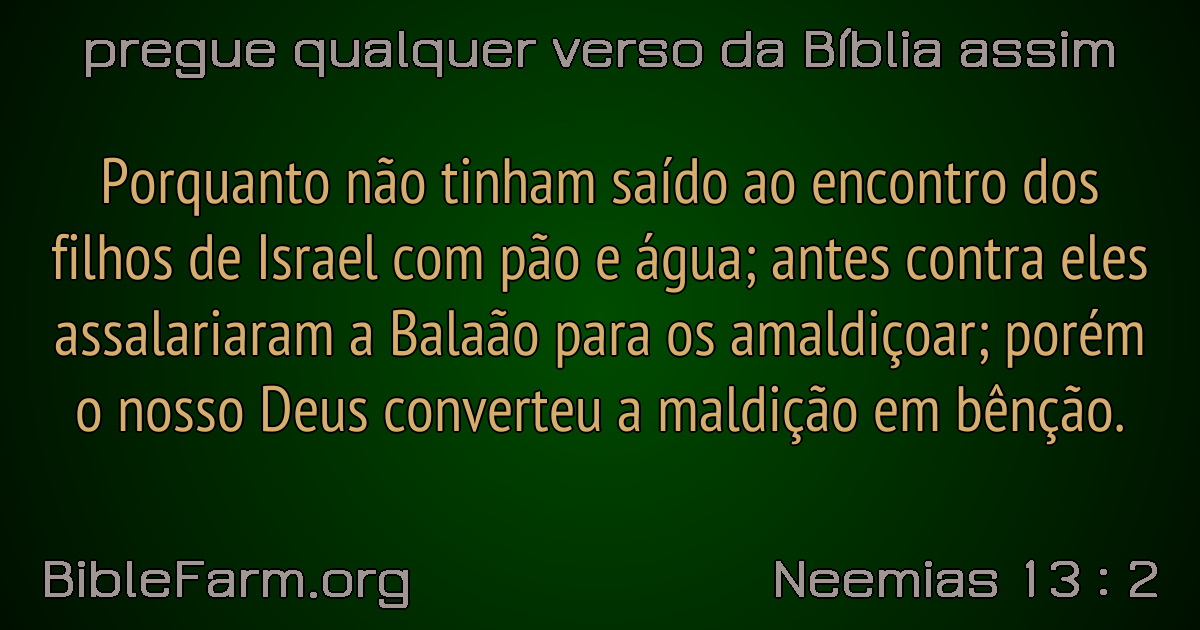 pregue qualquer verso da Bíblia assim
Porquanto não tinham saído ao encontro dos
filhos de Israel com pão e água; antes contra eles
assalariaram a Balaão para os amaldiçoar; porém
o nosso Deus converteu a maldição em bênção.
BibleFarm.org
Neemias 13 : 2